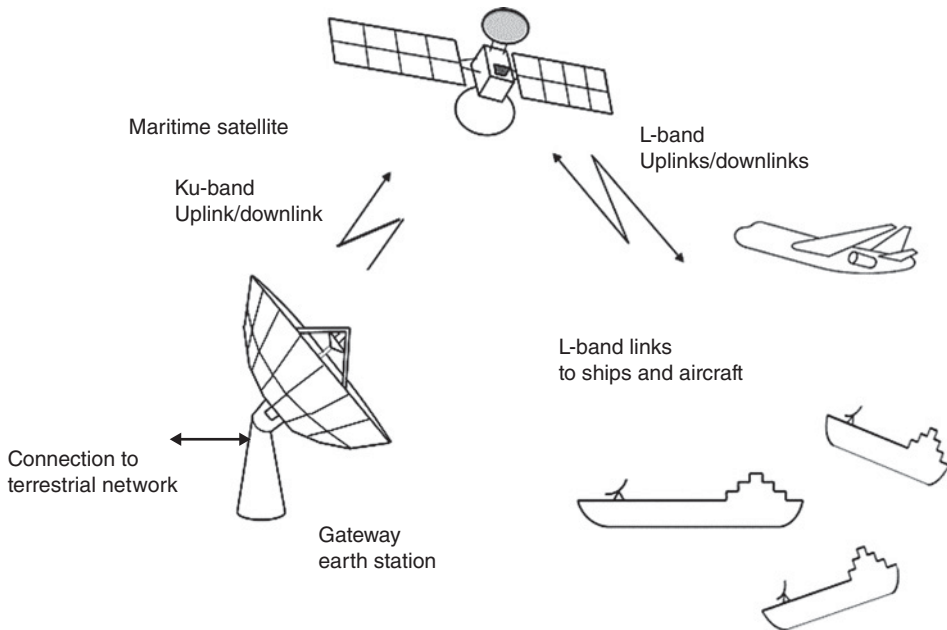 Maritime satellite
L-band
Uplinks/downlinks
Ku-band
Uplink/downlink
L-band links
to ships and aircraft
Connection to
terrestrial network
Gateway
earth station